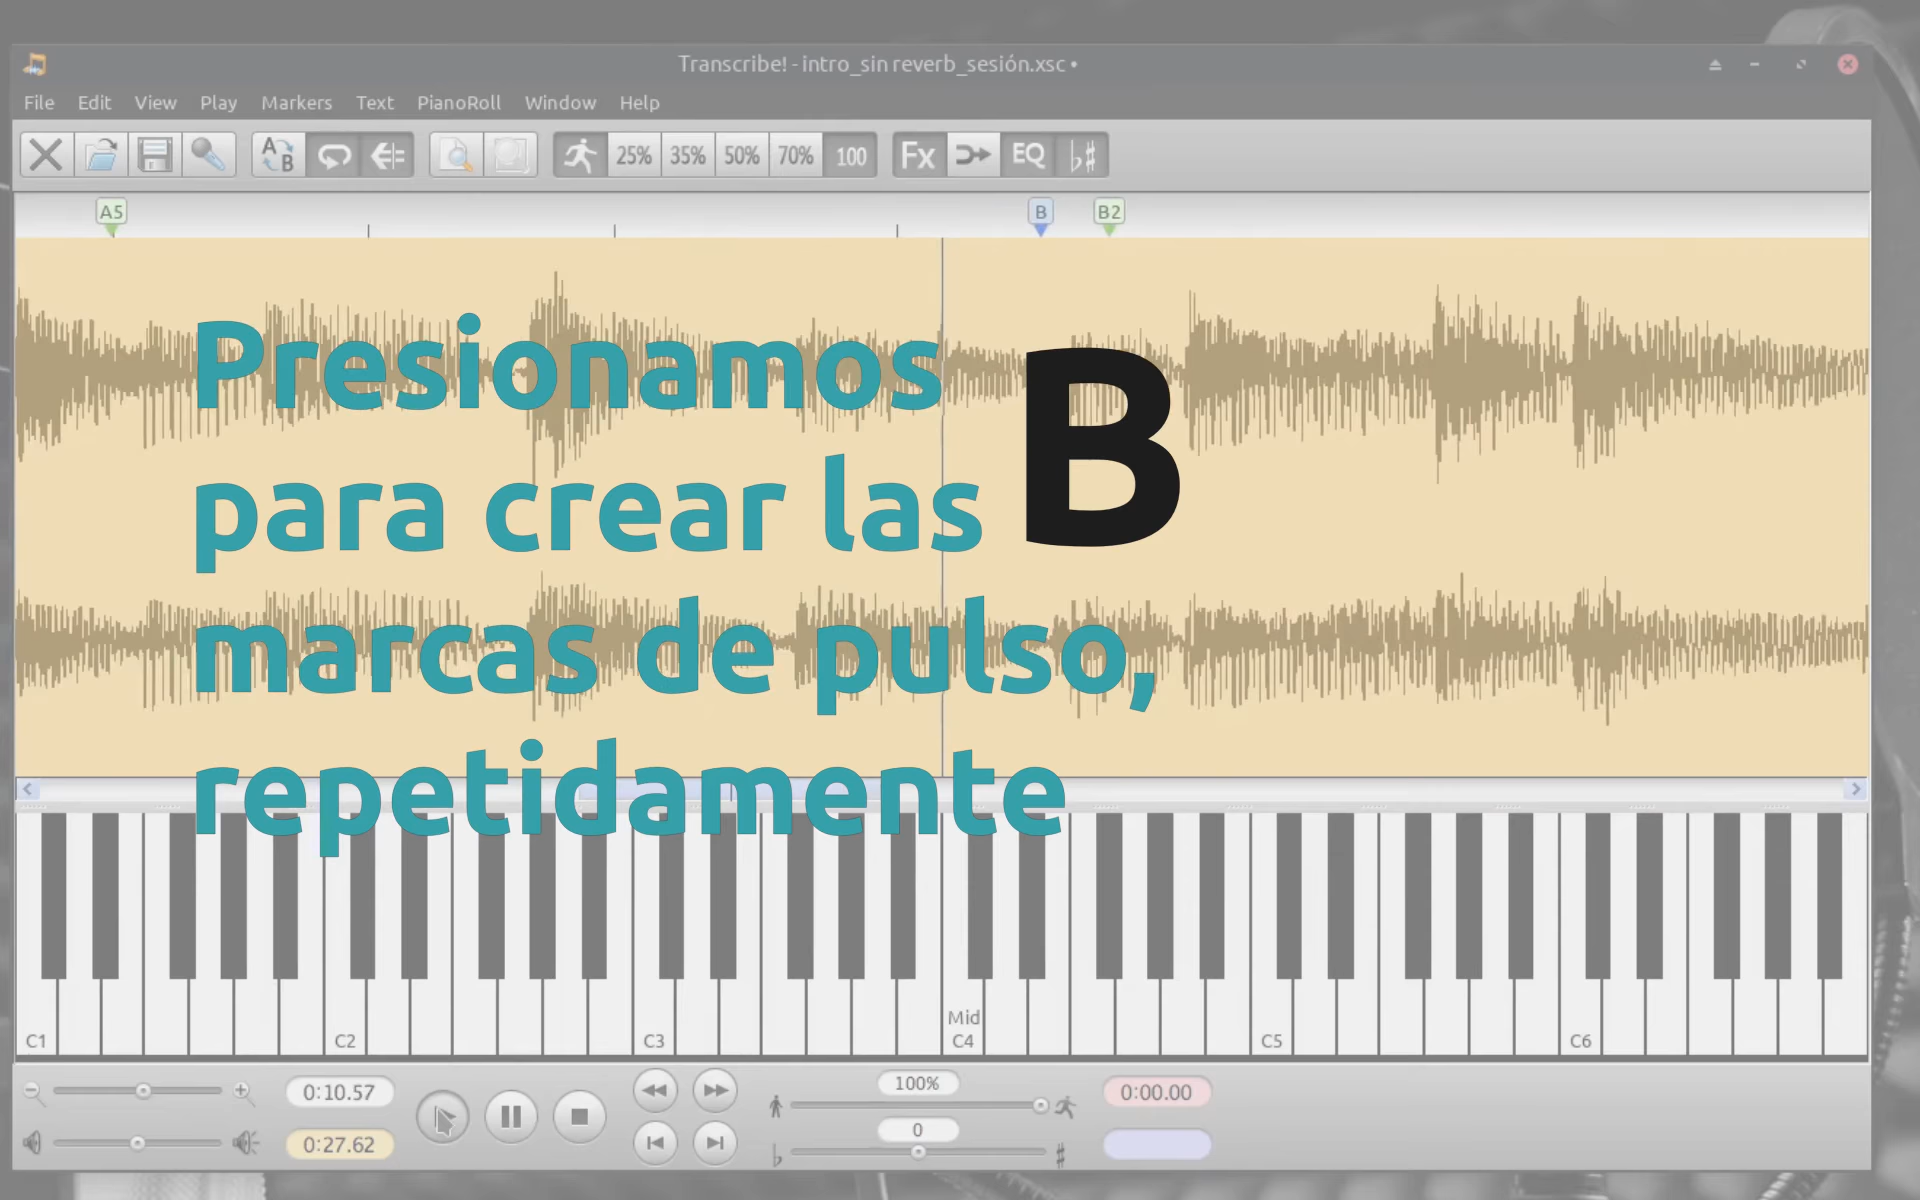 Transcribe! - intro_sin reverb_sesión.xsc •
File Edit View Play Markers Text PianoRoll Window Help
A B 25% 35% 50% 70% 100 Fx EQ ♭♯
A5 B B2
Presionamos
para crear las B
marcas de pulso,
repetidamente
Mid
C1 C2 C3 C4 C5 C6
0:10.57 100% 0:00.00
0:27.62 0
♭ ♯